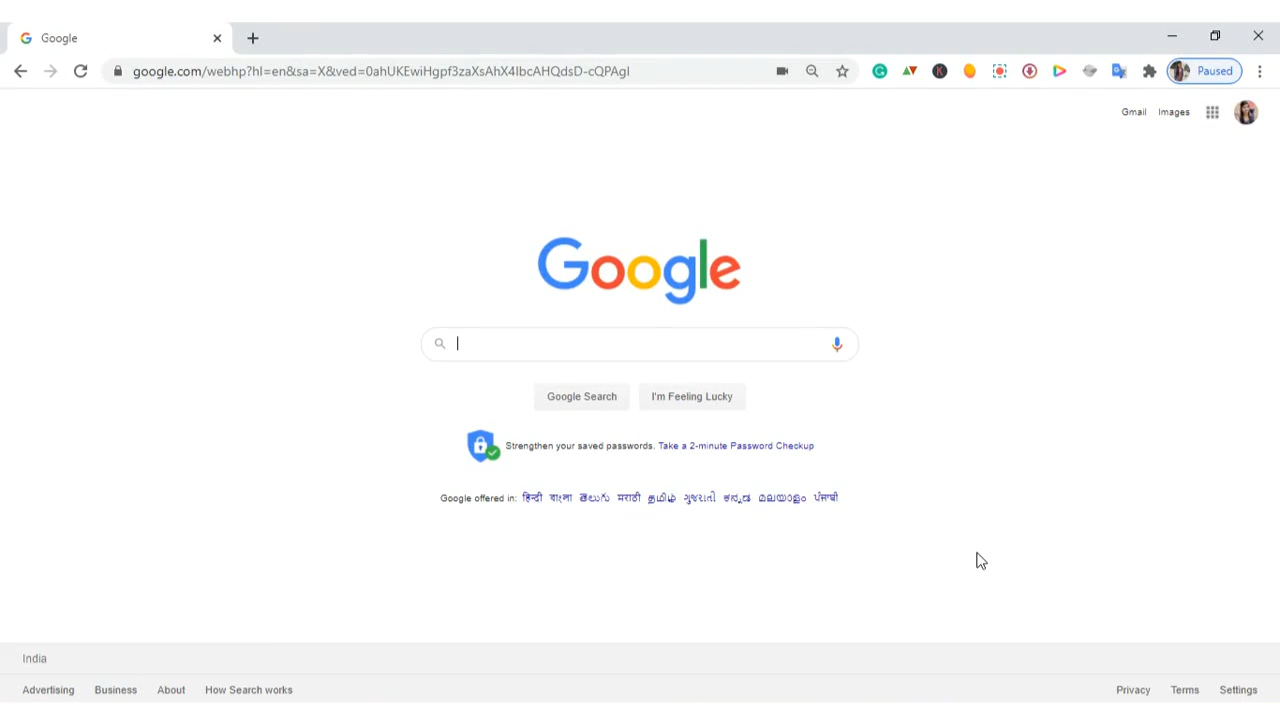 Google
google.com/webhp?hl=en&sa=X&ved=0ahUKEwiHgpf3zaXsAhX4IbcAHQdsD-cQPAgI
Paused
Gmail Images
Google
Google Search I'm Feeling Lucky
Strengthen your saved passwords. Take a 2-minute Password Checkup
Google offered in: हिन्दी বাংলা తెలుగు मराठी தமிழ் ગુજરાતી ಕನ್ನಡ മലയാളം ਪੰਜਾਬੀ
India
Advertising Business About How Search works Privacy Terms Settings